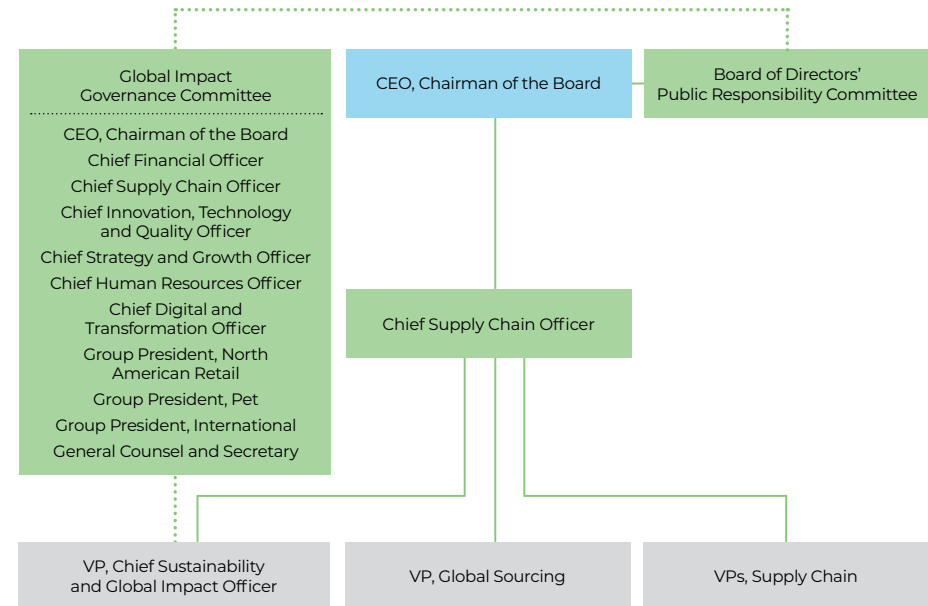 Global Impact
Governance Committee
CEO, Chairman of the Board
Chief Financial Officer
Chief Supply Chain Officer
Chief Innovation, Technology
and Quality Officer
Chief Strategy and Growth Officer
Chief Human Resources Officer
Chief Digital and
Transformation Officer
Group President, North
American Retail
Group President, Pet
Group President, International
General Counsel and Secretary
CEO, Chairman of the Board
Board of Directors’
Public Responsibility Committee
Chief Supply Chain Officer
VP, Chief Sustainability
and Global Impact Officer
VP, Global Sourcing
VPs, Supply Chain